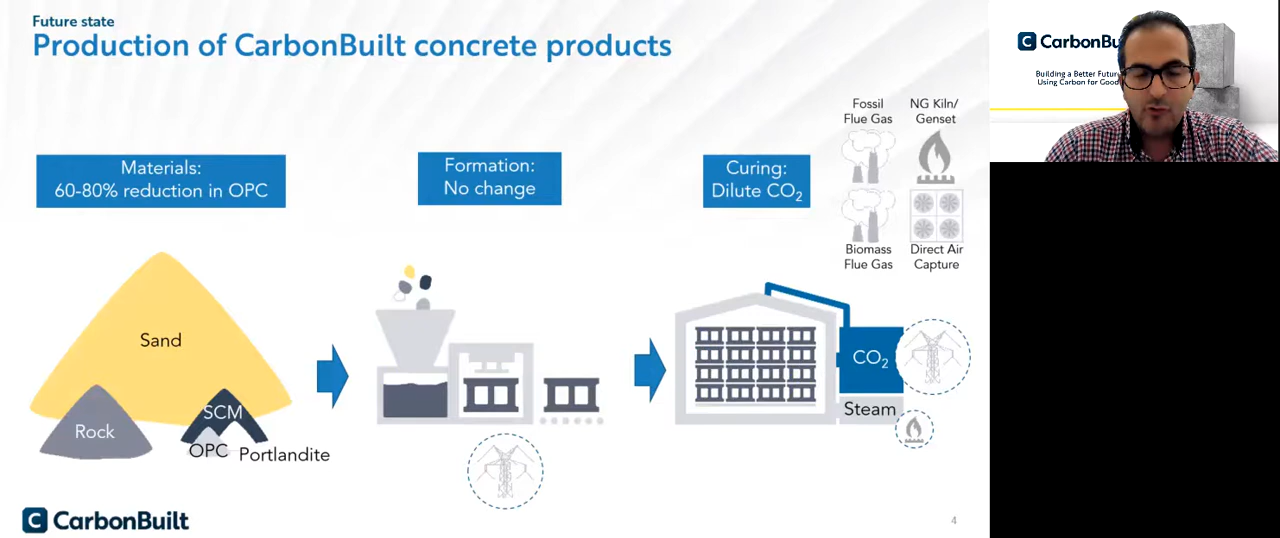 Future state
Production of CarbonBuilt concrete products
Materials:
60-80% reduction in OPC
Formation:
No change
Curing:
Dilute CO₂
Fossil
Flue Gas
NG Kiln/
Genset
Biomass
Flue Gas
Direct Air
Capture
Sand
Rock
SCM
OPC
Portlandite
CO₂
Steam
C CarbonBuilt
4
C CarbonBu
Building a Better Futur
Using Carbon for Good